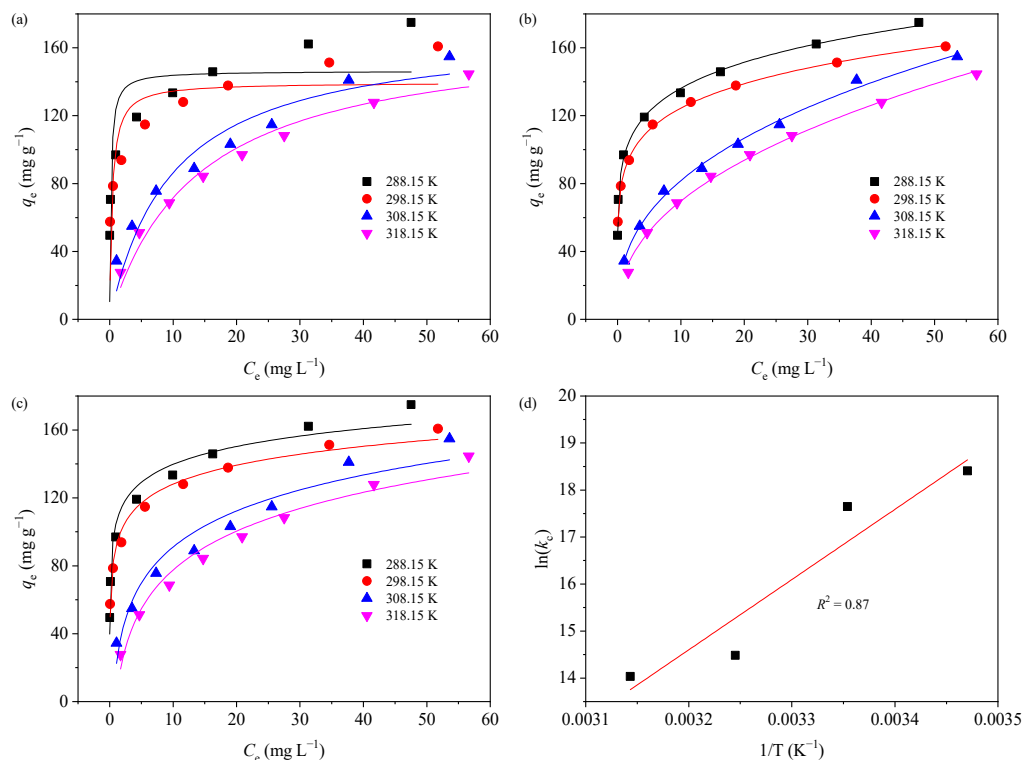 (a)
160
120
80
40
0
qe (mg g−1)
288.15 K
298.15 K
308.15 K
318.15 K
0 10 20 30 40 50 60
Ce (mg L−1)
(b)
160
120
80
40
0
qe (mg g−1)
288.15 K
298.15 K
308.15 K
318.15 K
0 10 20 30 40 50 60
Ce (mg L−1)
(c)
160
120
80
40
0
qe (mg g−1)
288.15 K
298.15 K
308.15 K
318.15 K
0 10 20 30 40 50 60
Ce (mg L−1)
(d)
20
19
18
17
16
15
14
ln(kc)
R2 = 0.87
0.0031 0.0032 0.0033 0.0034 0.0035
1/T (K−1)